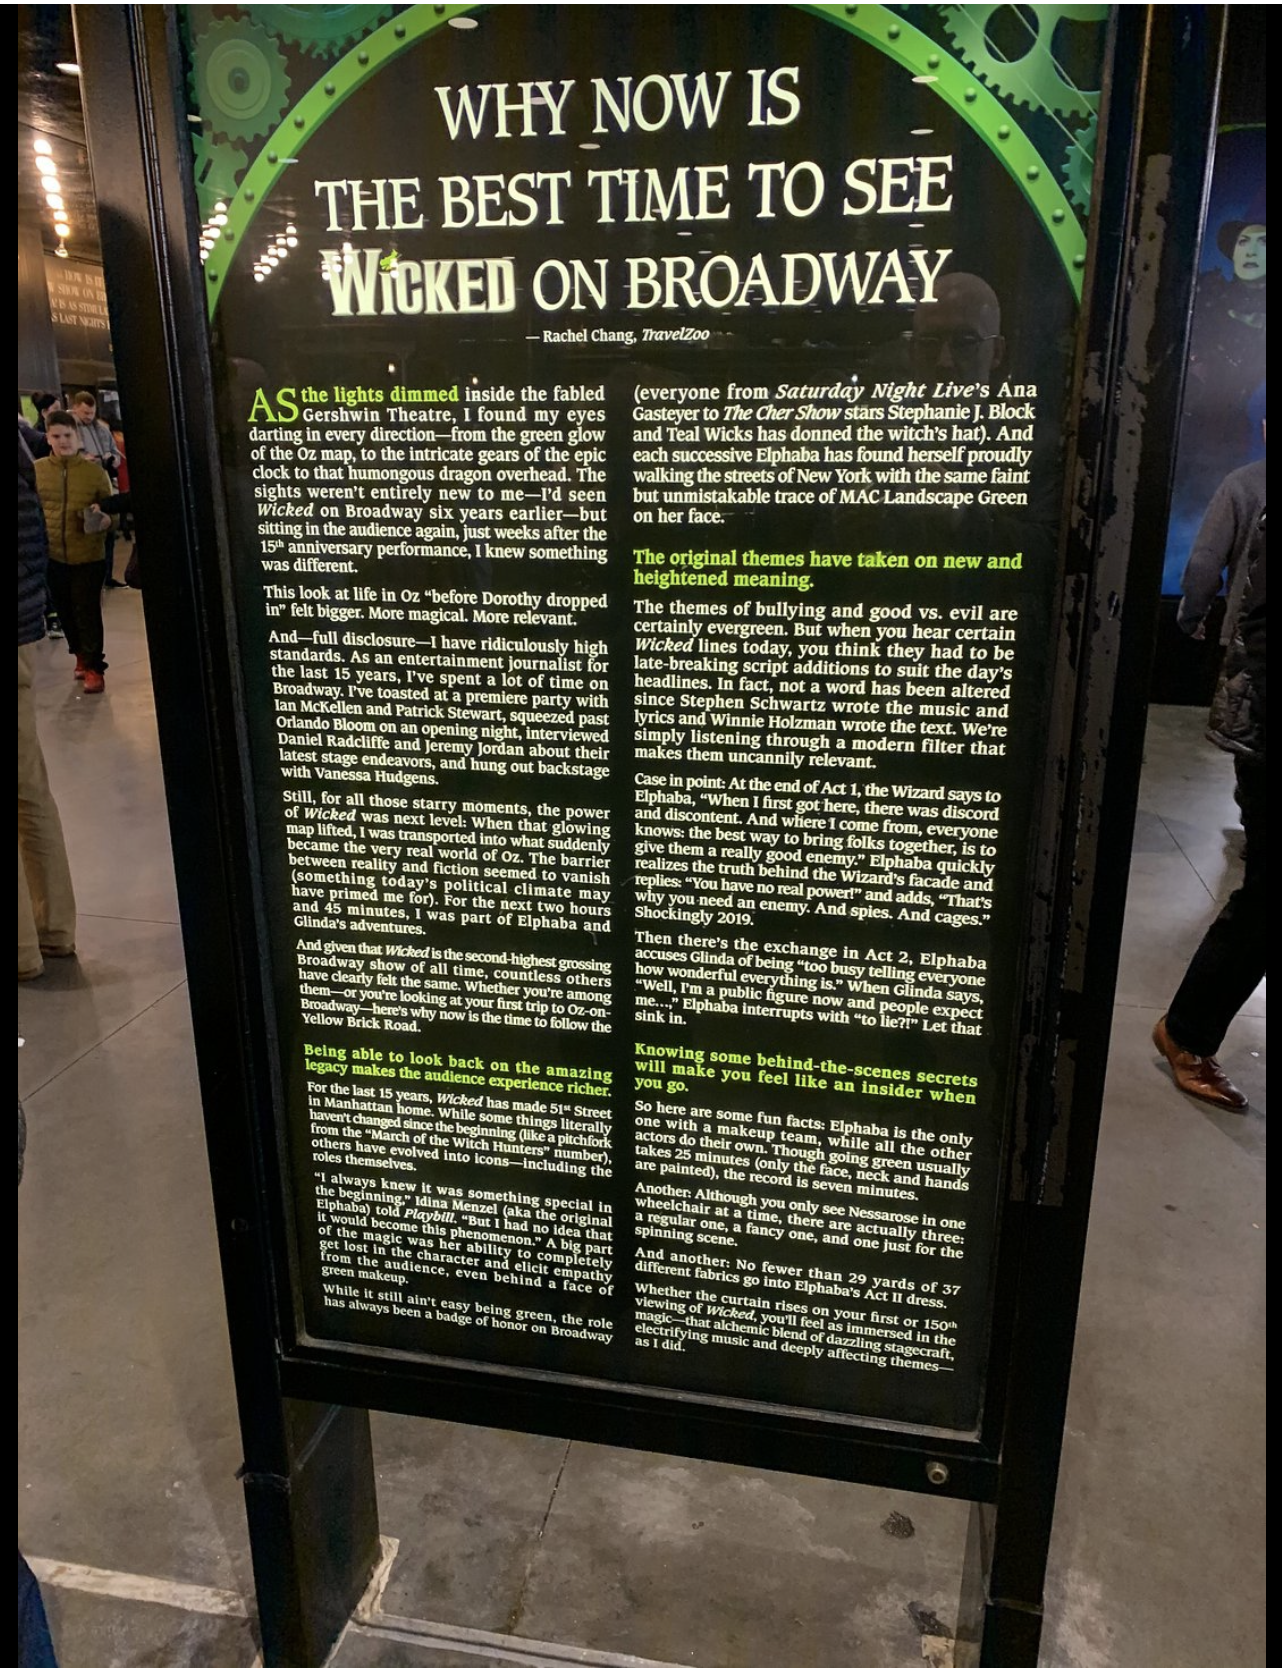 WHY NOW IS
THE BEST TIME TO SEE
WICKED ON BROADWAY
— Rachel Chang, TravelZoo
AS the lights dimmed inside the fabled
Gershwin Theatre, I found my eyes
darting in every direction—from the green glow
of the Oz map, to the intricate gears of the epic
clock to that humongous dragon overhead. The
sights weren't entirely new to me—I'd seen
Wicked on Broadway six years earlier—but
sitting in the audience again, just weeks after the
15th anniversary performance, I knew something
was different.
This look at life in Oz “before Dorothy dropped
in” felt bigger. More magical. More relevant.
And—full disclosure—I have ridiculously high
standards. As an entertainment journalist for
the last 15 years, I've spent a lot of time on
Broadway. I've toasted at a premiere party with
Ian McKellen and Patrick Stewart, squeezed past
Orlando Bloom on an opening night, interviewed
Daniel Radcliffe and Jeremy Jordan about their
latest stage endeavors, and hung out backstage
with Vanessa Hudgens.
Still, for all those starry moments, the power
of Wicked was next level: When that glowing
map lifted, I was transported into what suddenly
became the very real world of Oz. The barrier
between reality and fiction seemed to vanish
(something today's political climate may
have primed me for). For the next two hours
and 45 minutes, I was part of Elphaba and
Glinda's adventures.
And given that Wicked is the second-highest grossing
Broadway show of all time, countless others
have clearly felt the same. Whether you're among
them—or you're looking at your first trip to Oz-on-
Broadway—here's why now is the time to follow the
Yellow Brick Road.
Being able to look back on the amazing
legacy makes the audience experience richer.
For the last 15 years, Wicked has made 51st Street
in Manhattan home. While some things literally
haven't changed since the beginning (like a pitchfork
from the “March of the Witch Hunters” number),
others have evolved into icons—including the
roles themselves.
“I always knew it was something special in
the beginning,” Idina Menzel (aka the original
Elphaba) told Playbill. “But I had no idea that
it would become this phenomenon.” A big part
of the magic was her ability to completely
get lost in the character and elicit empathy
from the audience, even behind a face of
green makeup.
While it still ain't easy being green, the role
has always been a badge of honor on Broadway
(everyone from Saturday Night Live's Ana
Gasteyer to The Cher Show stars Stephanie J. Block
and Teal Wicks has donned the witch's hat). And
each successive Elphaba has found herself proudly
walking the streets of New York with the same faint
but unmistakable trace of MAC Landscape Green
on her face.
The original themes have taken on new and
heightened meaning.
The themes of bullying and good vs. evil are
certainly evergreen. But when you hear certain
Wicked lines today, you think they had to be
late-breaking script additions to suit the day's
headlines. In fact, not a word has been altered
since Stephen Schwartz wrote the music and
lyrics and Winnie Holzman wrote the text. We're
simply listening through a modern filter that
makes them uncannily relevant.
Case in point: At the end of Act 1, the Wizard says to
Elphaba, “When I first got here, there was discord
and discontent. And where I come from, everyone
knows: the best way to bring folks together, is to
give them a really good enemy.” Elphaba quickly
realizes the truth behind the Wizard's facade and
replies: “You have no real power!” and adds, “That's
why you need an enemy. And spies. And cages.”
Shockingly 2019.
Then there's the exchange in Act 2, Elphaba
accuses Glinda of being “too busy telling everyone
how wonderful everything is.” When Glinda says,
“Well, I'm a public figure now and people expect
me...,” Elphaba interrupts with “to lie?!” Let that
sink in.
Knowing some behind-the-scenes secrets
will make you feel like an insider when
you go.
So here are some fun facts: Elphaba is the only
one with a makeup team, while all the other
actors do their own. Though going green usually
takes 25 minutes (only the face, neck and hands
are painted), the record is seven minutes.
Another: Although you only see Nessarose in one
wheelchair at a time, there are actually three:
a regular one, a fancy one, and one just for the
spinning scene.
And another: No fewer than 29 yards of 37
different fabrics go into Elphaba's Act II dress.
Whether the curtain rises on your first or 150th
viewing of Wicked, you'll feel as immersed in the
magic—that alchemic blend of dazzling stagecraft,
electrifying music and deeply affecting themes—
as I did.